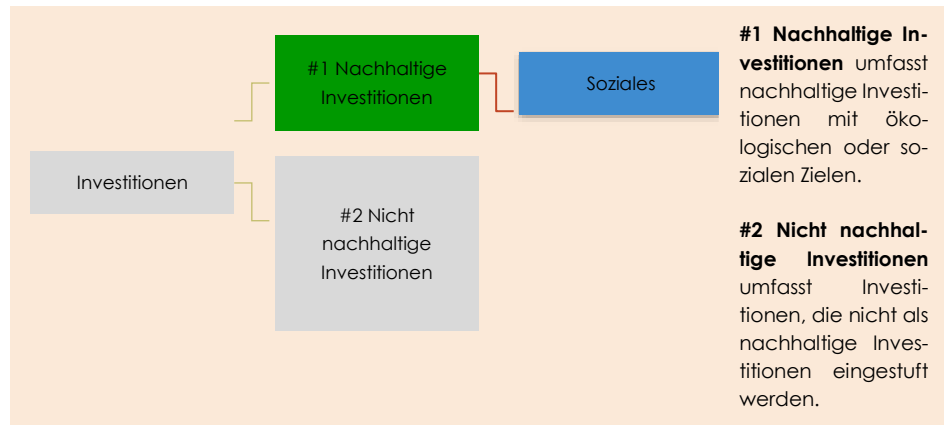 #1 Nachhaltige
Investitionen
Soziales
Investitionen
#2 Nicht
nachhaltige
Investitionen
#1 Nachhaltige In-
vestitionen umfasst
nachhaltige Investi-
tionen mit öko-
logischen oder so-
zialen Zielen.
#2 Nicht nachhal-
tige Investitionen
umfasst Investi-
tionen, die nicht als
nachhaltige Inves-
titionen eingestuft
werden.